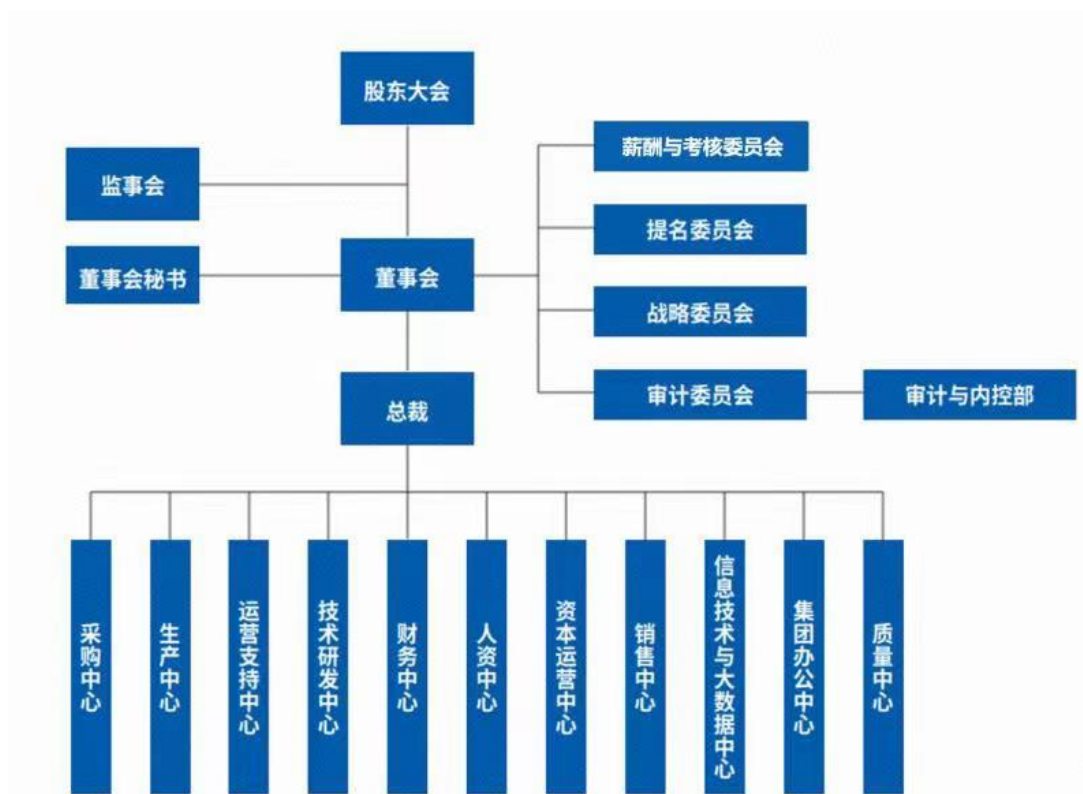 股东大会
监事会
薪酬与考核委员会
提名委员会
董事会秘书
董事会
战略委员会
总裁
审计委员会
审计与内控部
采购中心
生产中心
运营支持中心
技术研发中心
财务中心
人资中心
资本运营中心
销售中心
信息技术与大数据中心
集团办公中心
质量中心